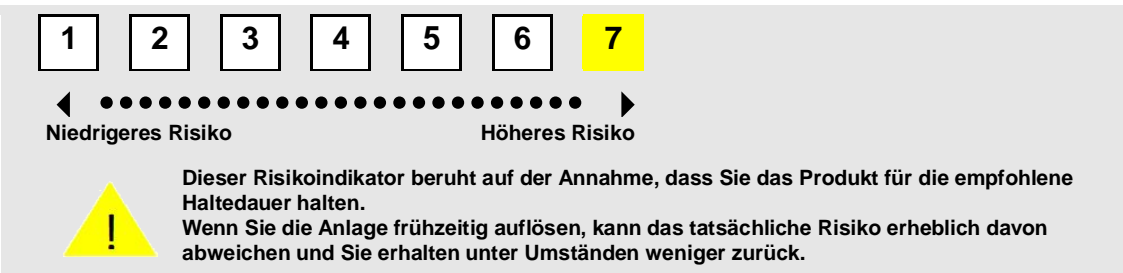 1 2 3 4 5 6 7
Niedrigeres Risiko Höheres Risiko
Dieser Risikoindikator beruht auf der Annahme, dass Sie das Produkt für die empfohlene
Haltedauer halten.
Wenn Sie die Anlage frühzeitig auflösen, kann das tatsächliche Risiko erheblich davon
abweichen und Sie erhalten unter Umständen weniger zurück.
!